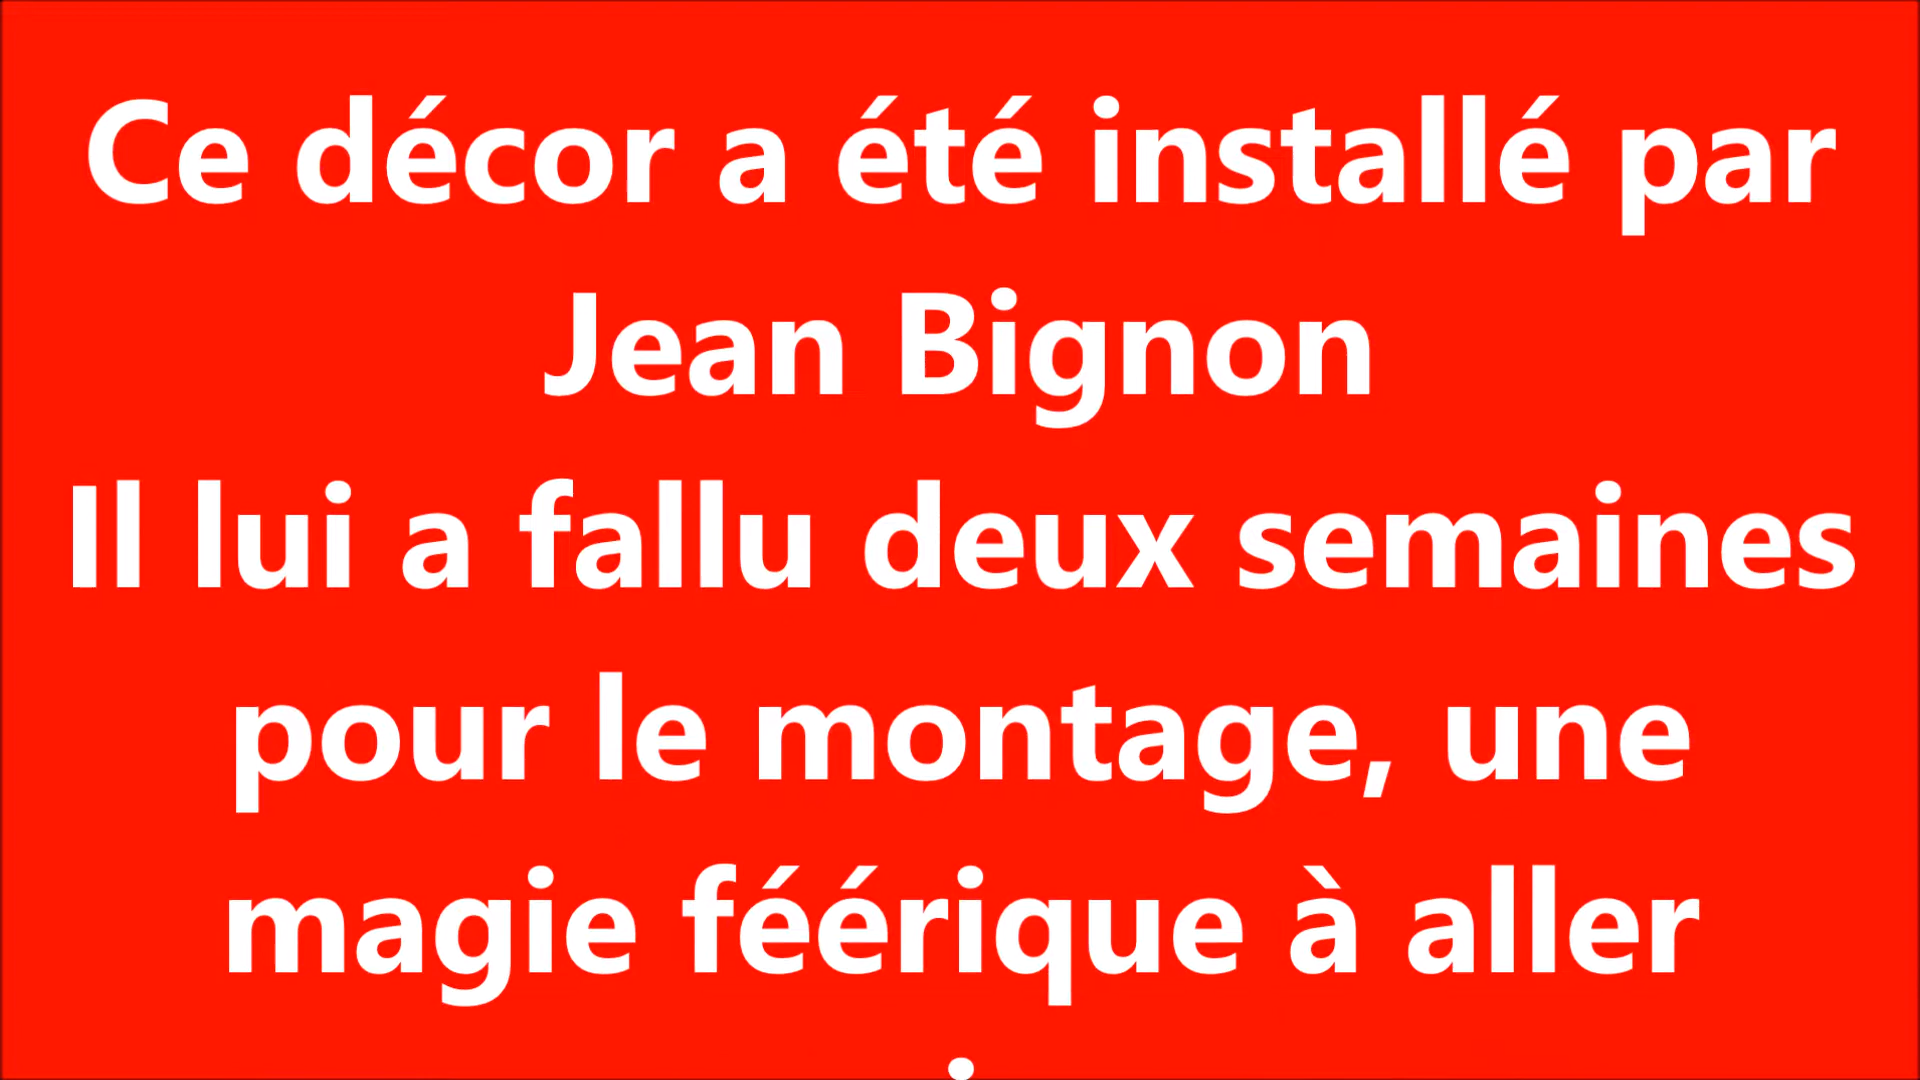 Ce décor a été installé par
Jean Bignon
Il lui a fallu deux semaines
pour le montage, une
magie féérique à aller